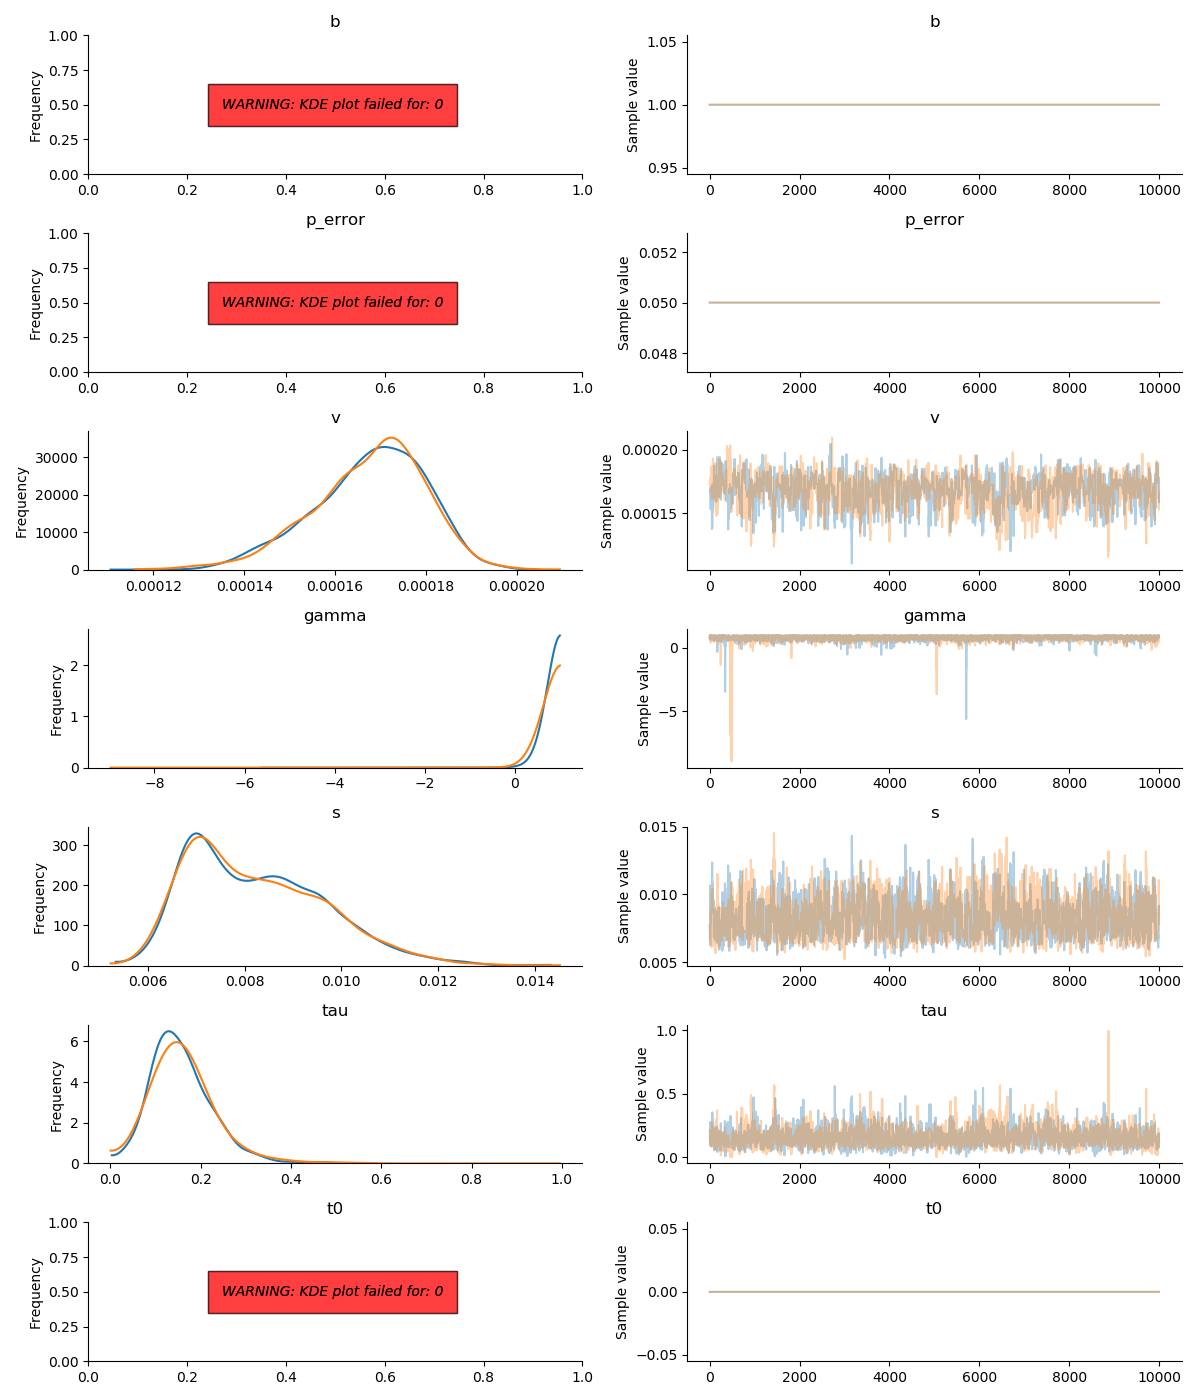 b
1.00
0.75
0.50
0.25
0.00
Frequency
WARNING: KDE plot failed for: 0
0.0 0.2 0.4 0.6 0.8 1.0
b
1.05
1.00
0.95
Sample value
0 2000 4000 6000 8000 10000
p_error
1.00
0.75
0.50
0.25
0.00
Frequency
WARNING: KDE plot failed for: 0
0.0 0.2 0.4 0.6 0.8 1.0
p_error
0.052
0.050
0.048
Sample value
0 2000 4000 6000 8000 10000
v
30000
20000
10000
0
Frequency
0.00012 0.00014 0.00016 0.00018 0.00020
v
0.00020
0.00015
Sample value
0 2000 4000 6000 8000 10000
gamma
2
1
0
Frequency
−8 −6 −4 −2 0
gamma
0
−5
Sample value
0 2000 4000 6000 8000 10000
s
300
200
100
0
Frequency
0.006 0.008 0.010 0.012 0.014
s
0.015
0.010
0.005
Sample value
0 2000 4000 6000 8000 10000
tau
6
4
2
0
Frequency
0.0 0.2 0.4 0.6 0.8 1.0
tau
1.0
0.5
0.0
Sample value
0 2000 4000 6000 8000 10000
t0
1.00
0.75
0.50
0.25
0.00
Frequency
WARNING: KDE plot failed for: 0
0.0 0.2 0.4 0.6 0.8 1.0
t0
0.05
0.00
−0.05
Sample value
0 2000 4000 6000 8000 10000